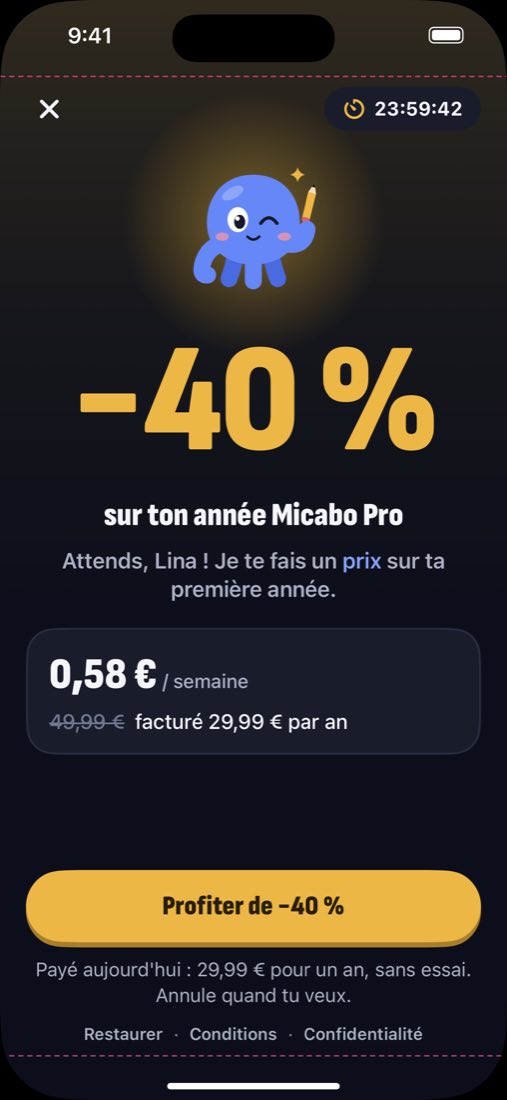 9:41
23:59:42
−40 %
sur ton année Micabo Pro
Attends, Lina ! Je te fais un prix sur ta
première année.
0,58 € / semaine
49,99 € facturé 29,99 € par an
Profiter de −40 %
Payé aujourd'hui : 29,99 € pour un an, sans essai.
Annule quand tu veux.
Restaurer · Conditions · Confidentialité